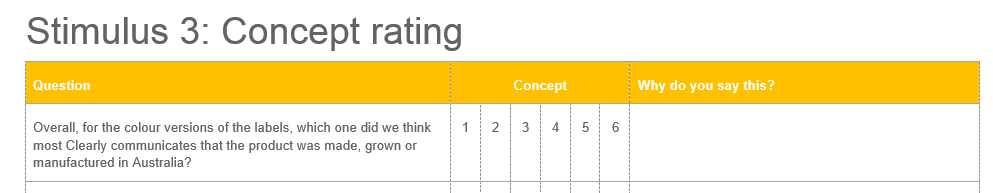 Stimulus 3: Concept rating
Question Concept Why do you say this?
Overall, for the colour versions of the labels, which one did we think 1 2 3 4 5 6
most Clearly communicates that the product was made, grown or
manufactured in Australia?